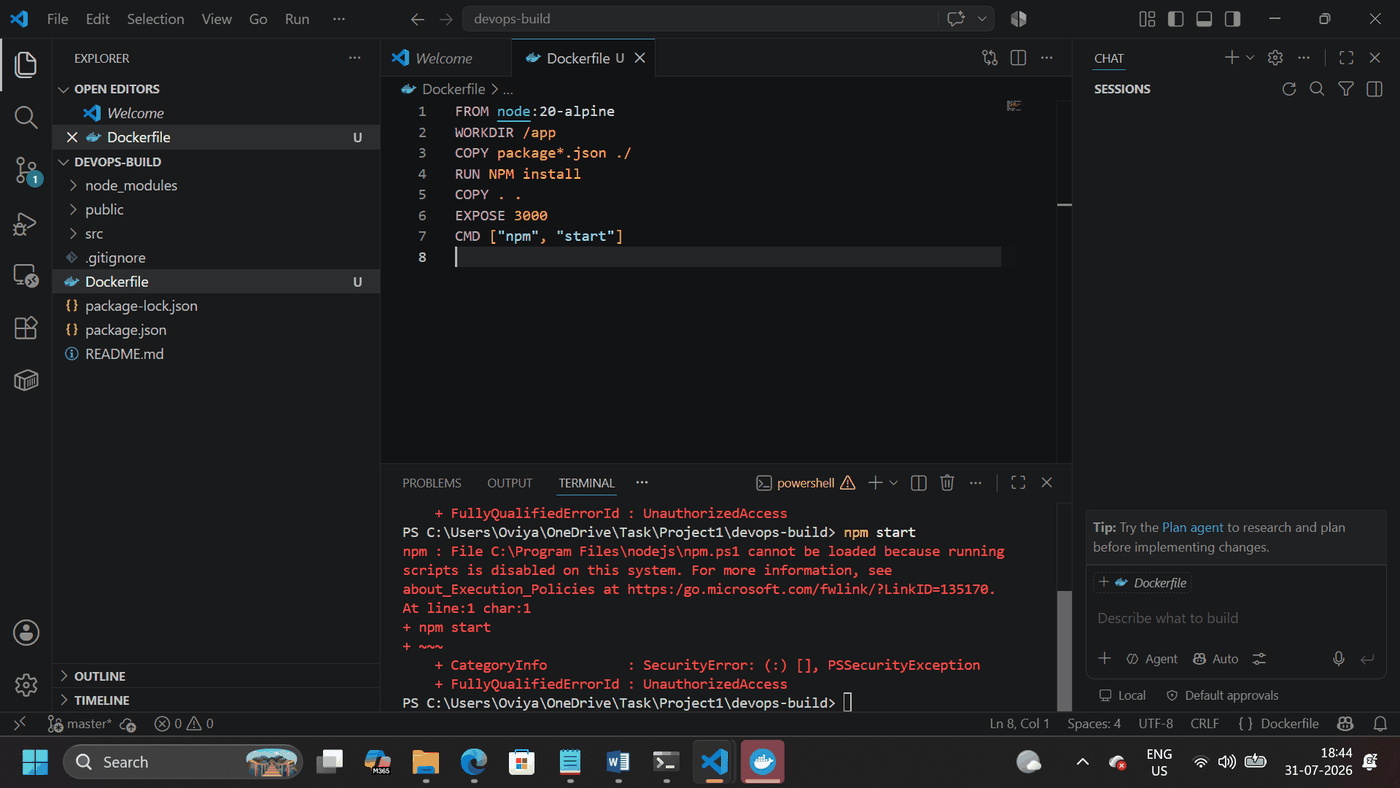 File Edit Selection View Go Run ··· devops-build
EXPLORER ···
OPEN EDITORS
Welcome
Dockerfile U
DEVOPS-BUILD
node_modules
public
src
.gitignore
Dockerfile U
package-lock.json
package.json
README.md
OUTLINE
TIMELINE
1
Welcome Dockerfile U
Dockerfile > ...
1 FROM node:20-alpine
2 WORKDIR /app
3 COPY package*.json ./
4 RUN NPM install
5 COPY . .
6 EXPOSE 3000
7 CMD ["npm", "start"]
8
PROBLEMS OUTPUT TERMINAL ··· powershell
+ FullyQualifiedErrorId : UnauthorizedAccess
PS C:\Users\Oviya\OneDrive\Task\Project1\devops-build> npm start
npm : File C:\Program Files\nodejs\npm.ps1 cannot be loaded because running
scripts is disabled on this system. For more information, see
about_Execution_Policies at https:/go.microsoft.com/fwlink/?LinkID=135170.
At line:1 char:1
+ npm start
+ ~~~
+ CategoryInfo : SecurityError: (:) [], PSSecurityException
+ FullyQualifiedErrorId : UnauthorizedAccess
PS C:\Users\Oviya\OneDrive\Task\Project1\devops-build>
CHAT
SESSIONS
Tip: Try the Plan agent to research and plan
before implementing changes.
Dockerfile
Describe what to build
Agent Auto
Local Default approvals
master* 0 0 Ln 8, Col 1 Spaces: 4 UTF-8 CRLF { } Dockerfile
Search M365 ENG
US
18:44
31-07-2026